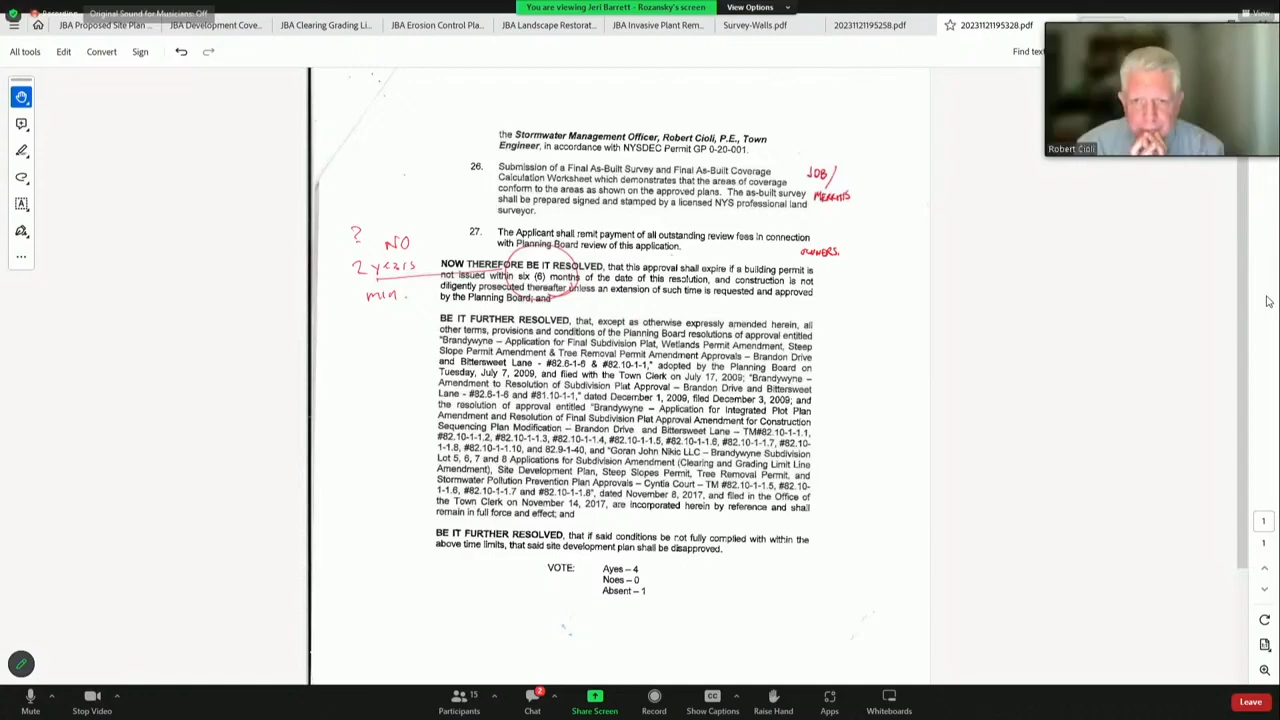 Recording
Original Sound for Musicians: Off
You are viewing Jeri Barrett - Rozansky's screen
View Options
View
JBA Proposed Site Plan ...
JBA Development Cove...
JBA Clearing Grading Li...
JBA Erosion Control Pla...
JBA Landscape Restorat...
JBA Invasive Plant Rem...
Survey-Walls.pdf
20231121195258.pdf
20231121195328.pdf
All tools
Edit
Convert
Sign
Find text
Robert Cioli
the Stormwater Management Officer, Robert Cioli, P.E., Town
Engineer, in accordance with NYSDEC Permit GP 0-20-001.
26. Submission of a Final As-Built Survey and Final As-Built Coverage
Calculation Worksheet which demonstrates that the areas of coverage
conform to the areas as shown on the approved plans. The as-built survey
shall be prepared signed and stamped by a licensed NYS professional land
surveyor.
JOB/
MERRITS
27. The Applicant shall remit payment of all outstanding review fees in connection
with Planning Board review of this application.
OWNERS.
? NO
2 years
min.
NOW THEREFORE BE IT RESOLVED, that this approval shall expire if a building permit is
not issued within six (6) months of the date of this resolution, and construction is not
diligently prosecuted thereafter unless an extension of such time is requested and approved
by the Planning Board; and
BE IT FURTHER RESOLVED, that, except as otherwise expressly amended herein, all
other terms, provisions and conditions of the Planning Board resolutions of approval entitled
"Brandywyne – Application for Final Subdivision Plat, Wetlands Permit Amendment, Steep
Slope Permit Amendment & Tree Removal Permit Amendment Approvals – Brandon Drive
and Bittersweet Lane - #82.6-1-6 & #82.10-1-1," adopted by the Planning Board on
Tuesday, July 7, 2009, and filed with the Town Clerk on July 17, 2009; "Brandywyne –
Amendment to Resolution of Subdivision Plat Approval – Brandon Drive and Bittersweet
Lane - #82.6-1-6 and #81.10-1-1," dated December 1, 2009, filed December 3, 2009; and
the resolution of approval entitled "Brandywyne – Application for Integrated Plot Plan
Amendment and Resolution of Final Subdivision Plat Approval Amendment for Construction
Sequencing Plan Modification – Brandon Drive and Bittersweet Lane – TM#82.10-1-1.1,
#82.10-1-1.2, #82.10-1-1.3, #82.10-1-1.4, #82.10-1-1.5, #82.10-1-1.6, #82.10-1-1.7, #82.10-
1-1.8, #82.10-1-1.10, and 82.9-1-40, and "Goran John Nikic LLC – Brandywyne Subdivision
Lot 5, 6, 7 and 8 Applications for Subdivision Amendment (Clearing and Grading Limit Line
Amendment), Site Development Plan, Steep Slopes Permit, Tree Removal Permit, and
Stormwater Pollution Prevention Plan Approvals – Cyntia Court – TM #82.10-1-1.5, #82.10-
1-1.6, #82.10-1-1.7 and #82.10-1-1.8", dated November 8, 2017, and filed in the Office of
the Town Clerk on November 14, 2017, are incorporated herein by reference and shall
remain in full force and effect; and
BE IT FURTHER RESOLVED, that if said conditions be not fully complied with within the
above time limits, that said site development plan shall be disapproved.
VOTE: Ayes – 4
Noes – 0
Absent – 1
1
1
Mute
Stop Video
15
Participants
2
Chat
Share Screen
Record
CC
Show Captions
Raise Hand
Apps
Whiteboards
Leave